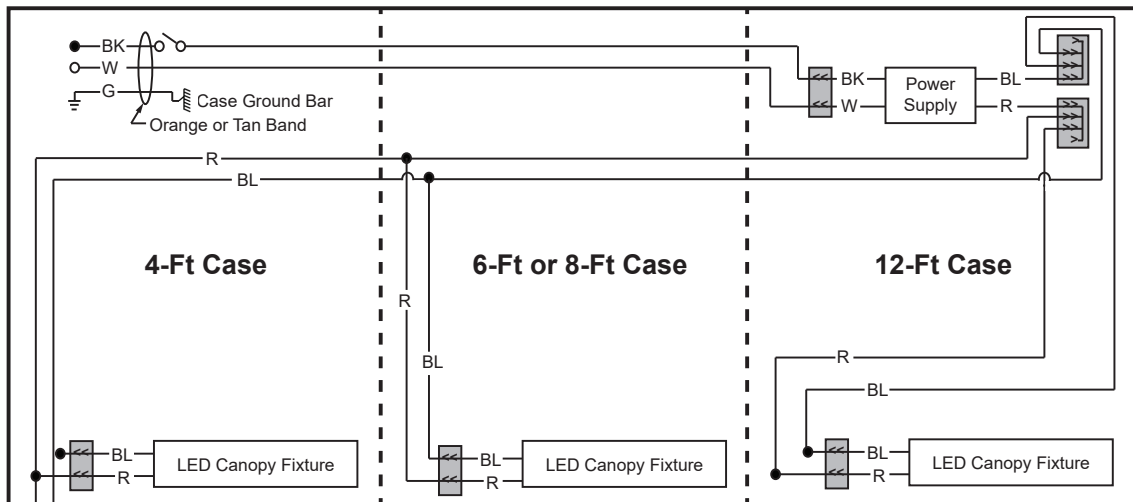 BK
W
G
Case Ground Bar
Orange or Tan Band
BK
W
Power
Supply
BL
R
R
BL
4-Ft Case
6-Ft or 8-Ft Case
12-Ft Case
R
BL
R
BL
BL
R
LED Canopy Fixture
BL
R
LED Canopy Fixture
BL
R
LED Canopy Fixture